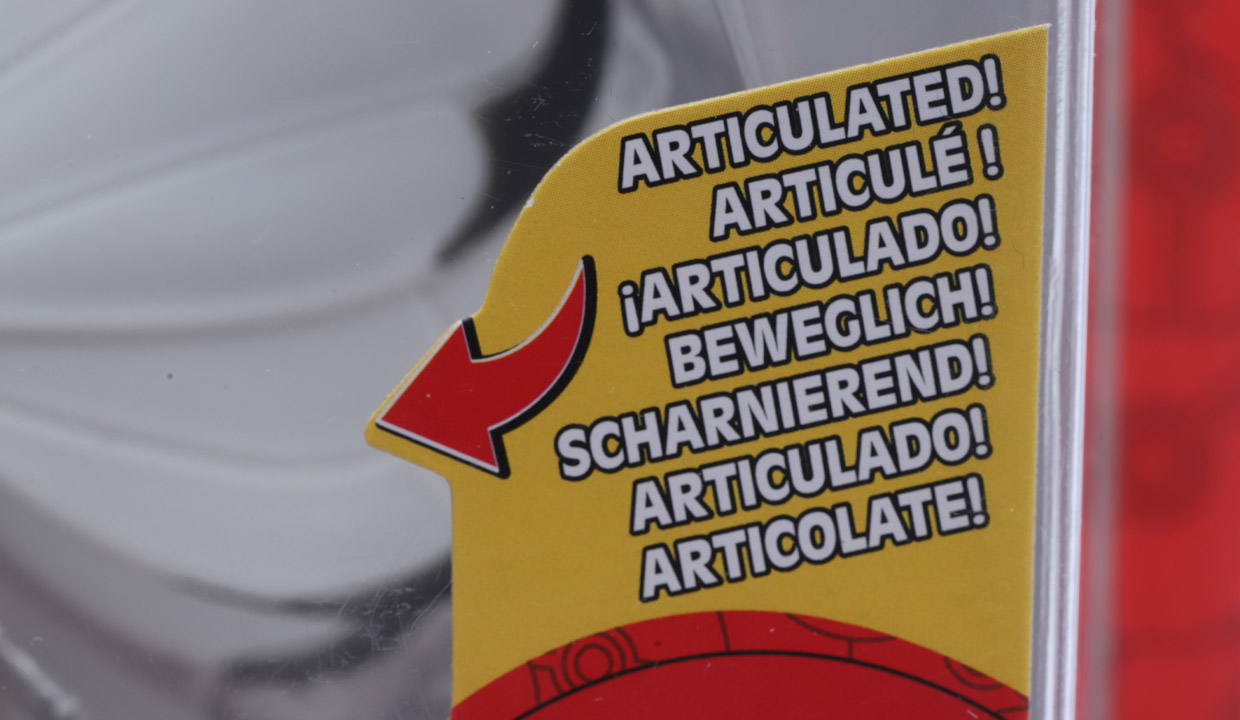 ARTICULATED!
ARTICULÉ !
¡ARTICULADO!
BEWEGLICH!
SCHARNIEREND!
ARTICULADO!
ARTICOLATE!